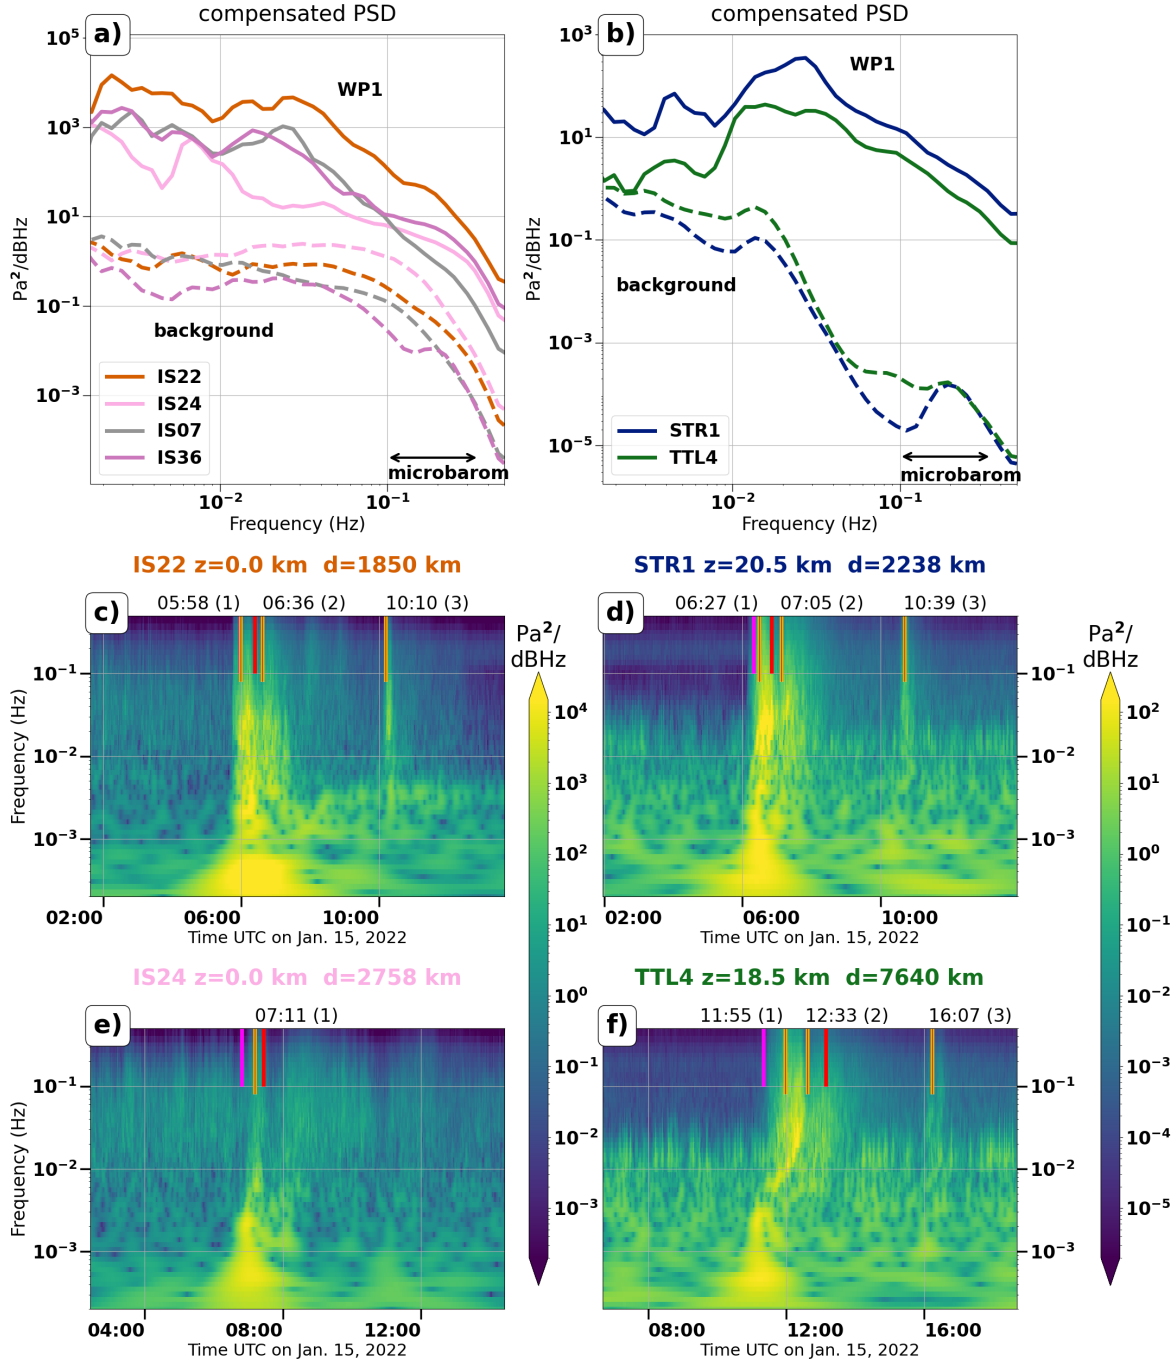 compensated PSD
a)
10⁵
10³
10¹
10⁻¹
10⁻³
Pa²/dBHz
WP1
background
IS22
IS24
IS07
IS36
microbarom
10⁻²
10⁻¹
Frequency (Hz)
compensated PSD
b)
10³
10¹
10⁻¹
10⁻³
10⁻⁵
Pa²/dBHz
WP1
background
STR1
TTL4
microbarom
10⁻²
10⁻¹
Frequency (Hz)
IS22 z=0.0 km d=1850 km
c)
05:58 (1)
06:36 (2)
10:10 (3)
10⁻¹
10⁻²
10⁻³
Frequency (Hz)
02:00
06:00
10:00
Time UTC on Jan. 15, 2022
Pa²/
dBHz
10⁴
10³
10²
10¹
10⁰
10⁻¹
10⁻²
10⁻³
STR1 z=20.5 km d=2238 km
d)
06:27 (1)
07:05 (2)
10:39 (3)
10⁻¹
10⁻²
10⁻³
02:00
06:00
10:00
Time UTC on Jan. 15, 2022
Pa²/
dBHz
10²
10¹
10⁰
10⁻¹
10⁻²
10⁻³
10⁻⁴
10⁻⁵
IS24 z=0.0 km d=2758 km
e)
07:11 (1)
10⁻¹
10⁻²
10⁻³
Frequency (Hz)
04:00
08:00
12:00
Time UTC on Jan. 15, 2022
TTL4 z=18.5 km d=7640 km
f)
11:55 (1)
12:33 (2)
16:07 (3)
10⁻¹
10⁻²
10⁻³
08:00
12:00
16:00
Time UTC on Jan. 15, 2022